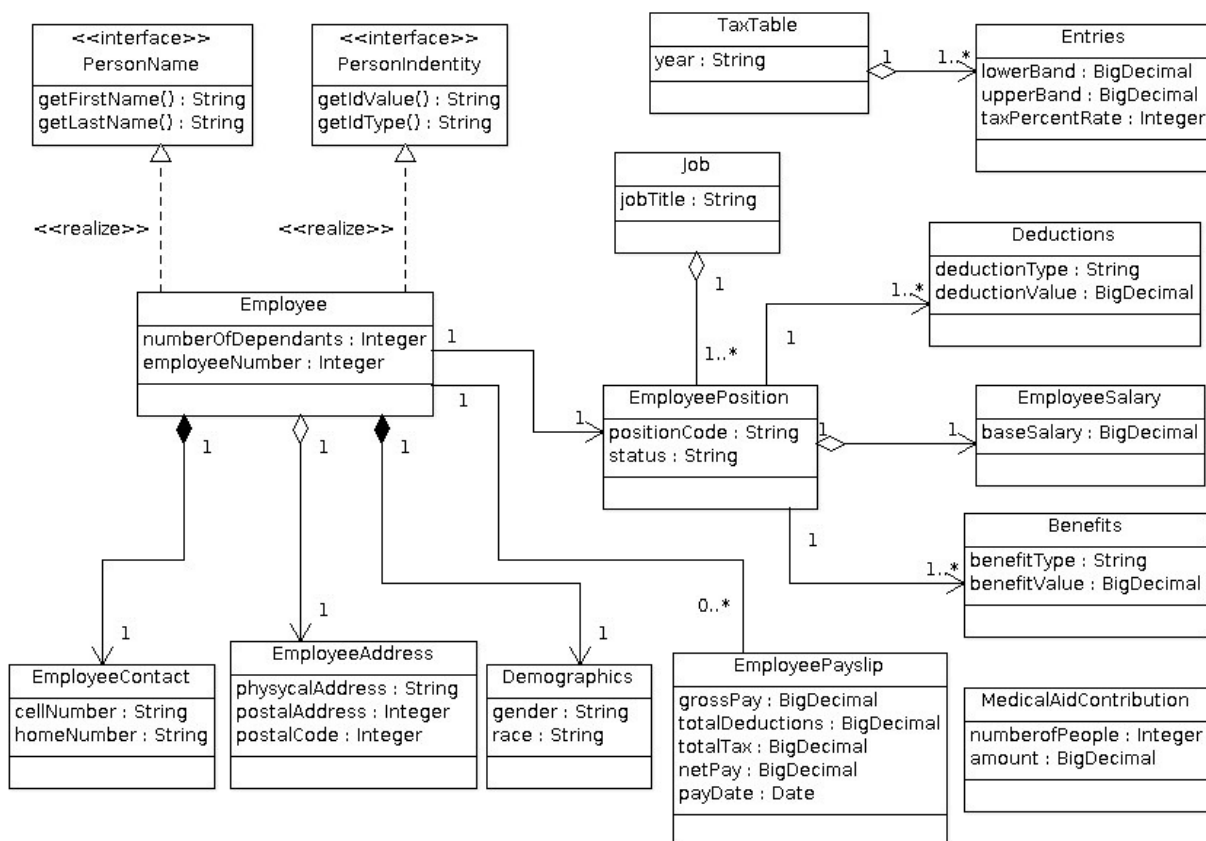 <<interface>>
PersonName
getFirstName() : String
getLastName() : String
<<interface>>
PersonIndentity
getIdValue() : String
getIdType() : String
TaxTable
year : String
1
1..*
Entries
lowerBand : BigDecimal
upperBand : BigDecimal
taxPercentRate : Integer
Job
jobTitle : String
1
1..*
<<realize>>
<<realize>>
Deductions
deductionType : String
deductionValue : BigDecimal
1..*
1
Employee
numberOfDependants : Integer
employeeNumber : Integer
1
1
1
EmployeePosition
positionCode : String
status : String
1
1
EmployeeSalary
baseSalary : BigDecimal
1
1
1
1
1..*
Benefits
benefitType : String
benefitValue : BigDecimal
1
1
1
0..*
EmployeeContact
cellNumber : String
homeNumber : String
EmployeeAddress
physycalAddress : String
postalAddress : Integer
postalCode : Integer
Demographics
gender : String
race : String
EmployeePayslip
grossPay : BigDecimal
totalDeductions : BigDecimal
totalTax : BigDecimal
netPay : BigDecimal
payDate : Date
MedicalAidContribution
numberofPeople : Integer
amount : BigDecimal